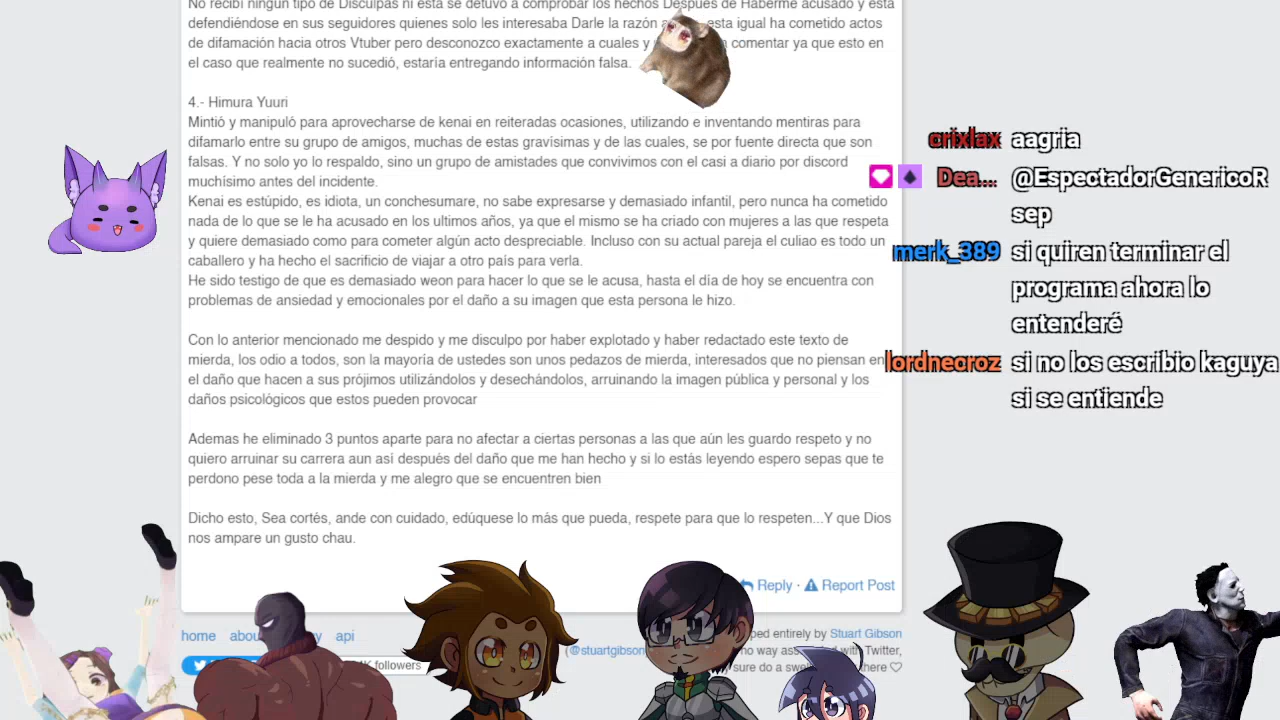 No recibí ningún tipo de Disculpas ni esta se detuvo a comprobar los hechos Después de Haberme acusado y esta
defendiéndose en sus seguidores quienes solo les interesaba Darle la razón esta igual ha cometido actos
de difamación hacia otros Vtuber pero desconozco exactamente a cuales y comentar ya que esto en
el caso que realmente no sucedió, estaría entregando información falsa.
4.- Himura Yuuri
Mintió y manipuló para aprovecharse de kenai en reiteradas ocasiones, utilizando e inventando mentiras para
difamarlo entre su grupo de amigos, muchas de estas gravísimas y de las cuales, se por fuente directa que son
falsas. Y no solo yo lo respaldo, sino un grupo de amistades que convivimos con el casi a diario por discord
muchísimo antes del incidente.
Kenai es estúpido, es idiota, un conchesumare, no sabe expresarse y demasiado infantil, pero nunca ha cometido
nada de lo que se le ha acusado en los ultimos años, ya que el mismo se ha criado con mujeres a las que respeta
y quiere demasiado como para cometer algún acto despreciable. Incluso con su actual pareja el culiao es todo un
caballero y ha hecho el sacrificio de viajar a otro país para verla.
He sido testigo de que es demasiado weon para hacer lo que se le acusa, hasta el día de hoy se encuentra con
problemas de ansiedad y emocionales por el daño a su imagen que esta persona le hizo.
Con lo anterior mencionado me despido y me disculpo por haber explotado y haber redactado este texto de
mierda, los odio a todos, son la mayoría de ustedes son unos pedazos de mierda, interesados que no piensan en
el daño que hacen a sus prójimos utilizándolos y desechándolos, arruinando la imagen pública y personal y los
daños psicológicos que estos pueden provocar
Ademas he eliminado 3 puntos aparte para no afectar a ciertas personas a las que aún les guardo respeto y no
quiero arruinar su carrera aun así después del daño que me han hecho y si lo estás leyendo espero sepas que te
perdono pese toda a la mierda y me alegro que se encuentren bien
Dicho esto, Sea cortés, ande con cuidado, edúquese lo más que pueda, respete para que lo respeten...Y que Dios
nos ampare un gusto chau.
Reply · Report Post
home api
ped entirely by Stuart Gibson
(@stuartgibson
with Twitter,
followers
sure do a there ♡
crixlax aagria
Dea... @EspectadorGenericoR
sep
merk_389 si quiren terminar el
programa ahora lo
entenderé
lordnegroz si no los escribio kaguya
si se entiende